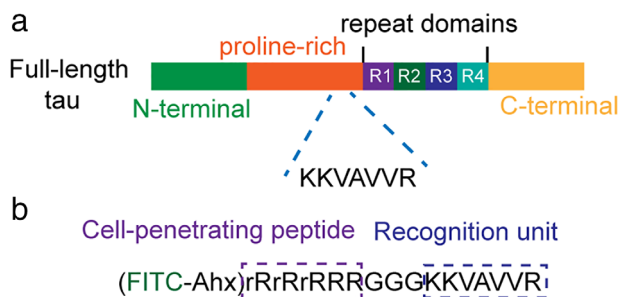 a
repeat domains
proline-rich
Full-length
tau
R1 R2 R3 R4
N-terminal
C-terminal
KKVAVVR
b
Cell-penetrating peptide Recognition unit
(FITC-Ahx)rRrRrRRRGGGKKVAVVR